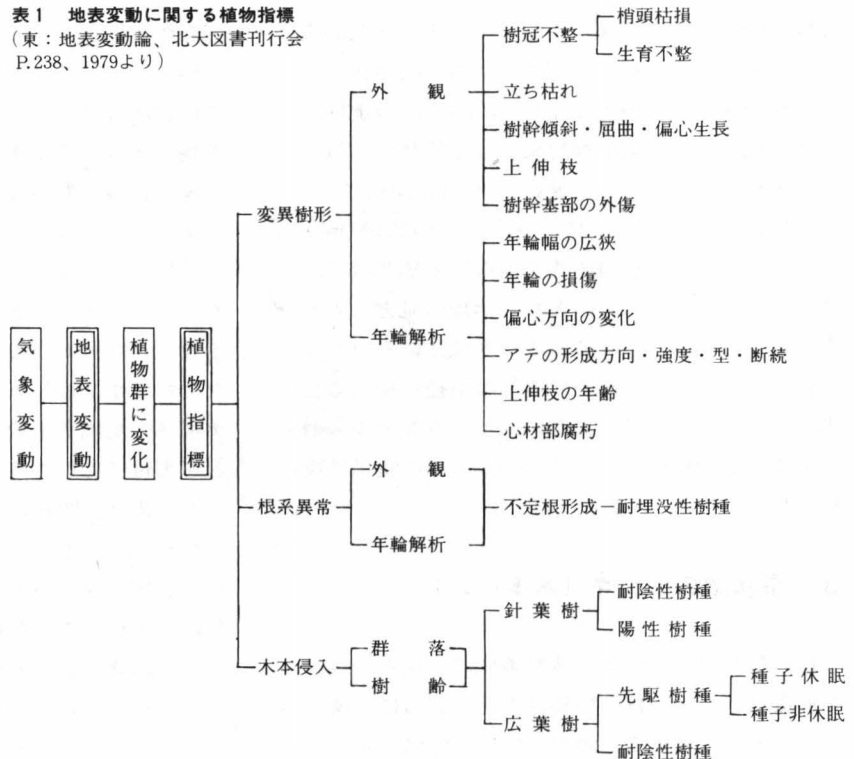 表1　地表変動に関する植物指標
（東：地表変動論、北大図書刊行会
P.238、1979より）
気象変動
地表変動
植物群に変化
植物指標
変異樹形
外観
樹冠不整
梢頭枯損
生育不整
立ち枯れ
樹幹傾斜・屈曲・偏心生長
上伸枝
樹幹基部の外傷
年輪解析
年輪幅の広狭
年輪の損傷
偏心方向の変化
アテの形成方向・強度・型・断続
上伸枝の年齢
心材部腐朽
根系異常
外観
年輪解析
不定根形成－耐埋没性樹種
木本侵入
群落
樹齢
針葉樹
耐陰性樹種
陽性樹種
広葉樹
先駆樹種
種子休眠
種子非休眠
耐陰性樹種